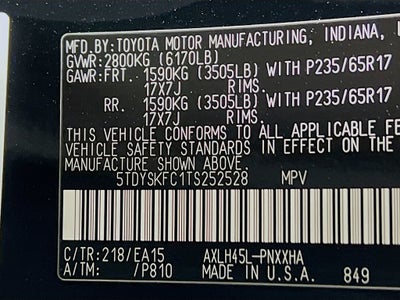 MFD.BY:TOYOTA MOTOR MANUFACTURING, INDIANA,
GVWR:2800KG (6170LB)
GAWR:FRT. 1590KG (3505LB) WITH P235/65R17
17X7J RIMS.
RR. 1590KG (3505LB) WITH P235/65R17
17X7J RIMS.
THIS VEHICLE CONFORMS TO ALL APPLICABLE FE
VEHICLE SAFETY STANDARDS IN EFFECT ON THE
MANUFACTURE SHOWN ABOVE.
5TDYSKFC1TS252528 MPV
C/TR:218/EA15 AXLH45L-PNXXHA
A/TM: /P810 MADE IN U.S.A. 849